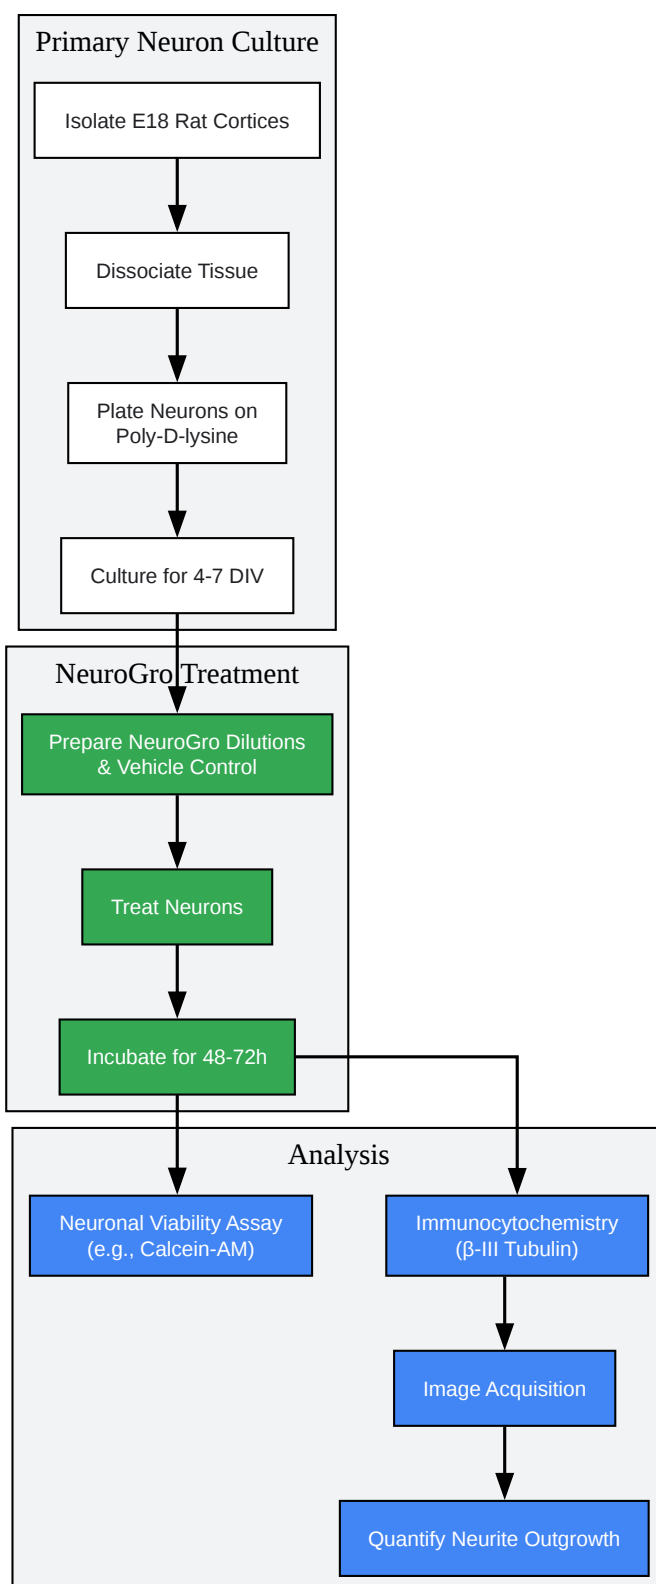 Primary Neuron Culture
Isolate E18 Rat Cortices
Dissociate Tissue
Plate Neurons on
Poly-D-lysine
Culture for 4-7 DIV
NeuroGro Treatment
Prepare NeuroGro Dilutions
& Vehicle Control
Treat Neurons
Incubate for 48-72h
Analysis
Neuronal Viability Assay
(e.g., Calcein-AM)
Immunocytochemistry
(β-III Tubulin)
Image Acquisition
Quantify Neurite Outgrowth